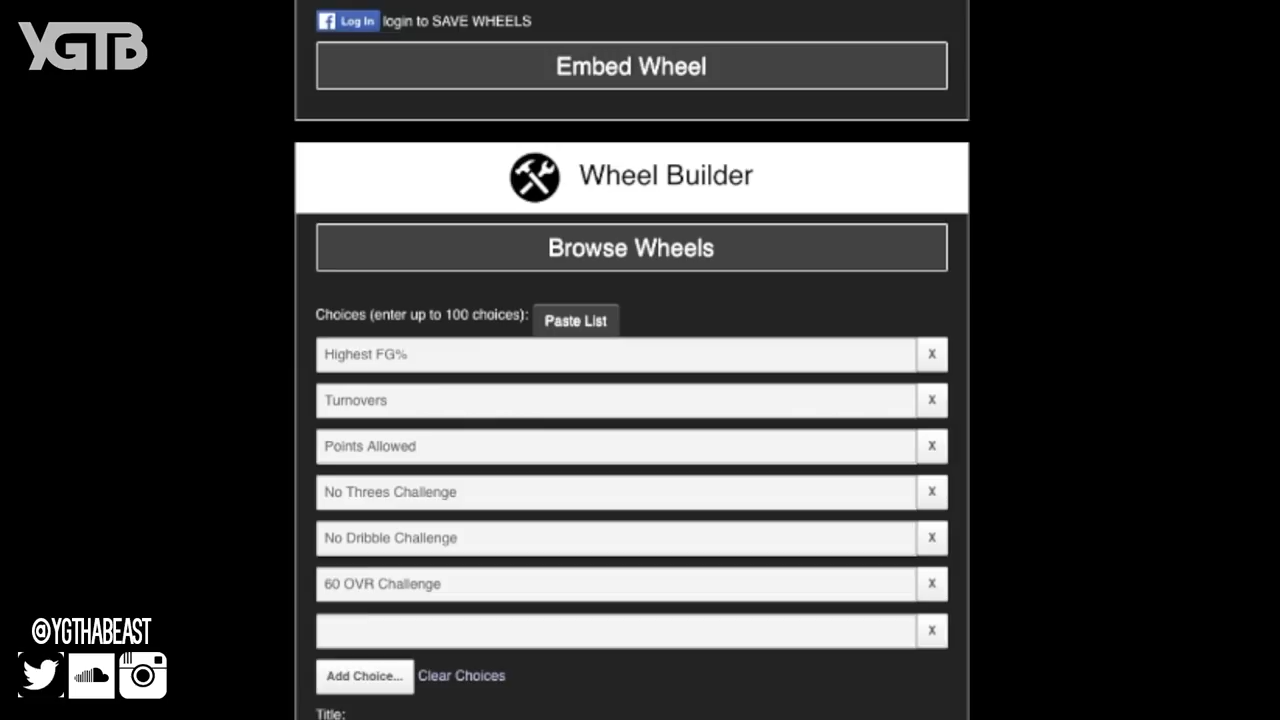 YGTB
f Log In login to SAVE WHEELS
Embed Wheel
Wheel Builder
Browse Wheels
Choices (enter up to 100 choices): Paste List
Highest FG% X
Turnovers X
Points Allowed X
No Threes Challenge X
No Dribble Challenge X
60 OVR Challenge X
X
Add Choice... Clear Choices
Title:
@YGTHABEAST